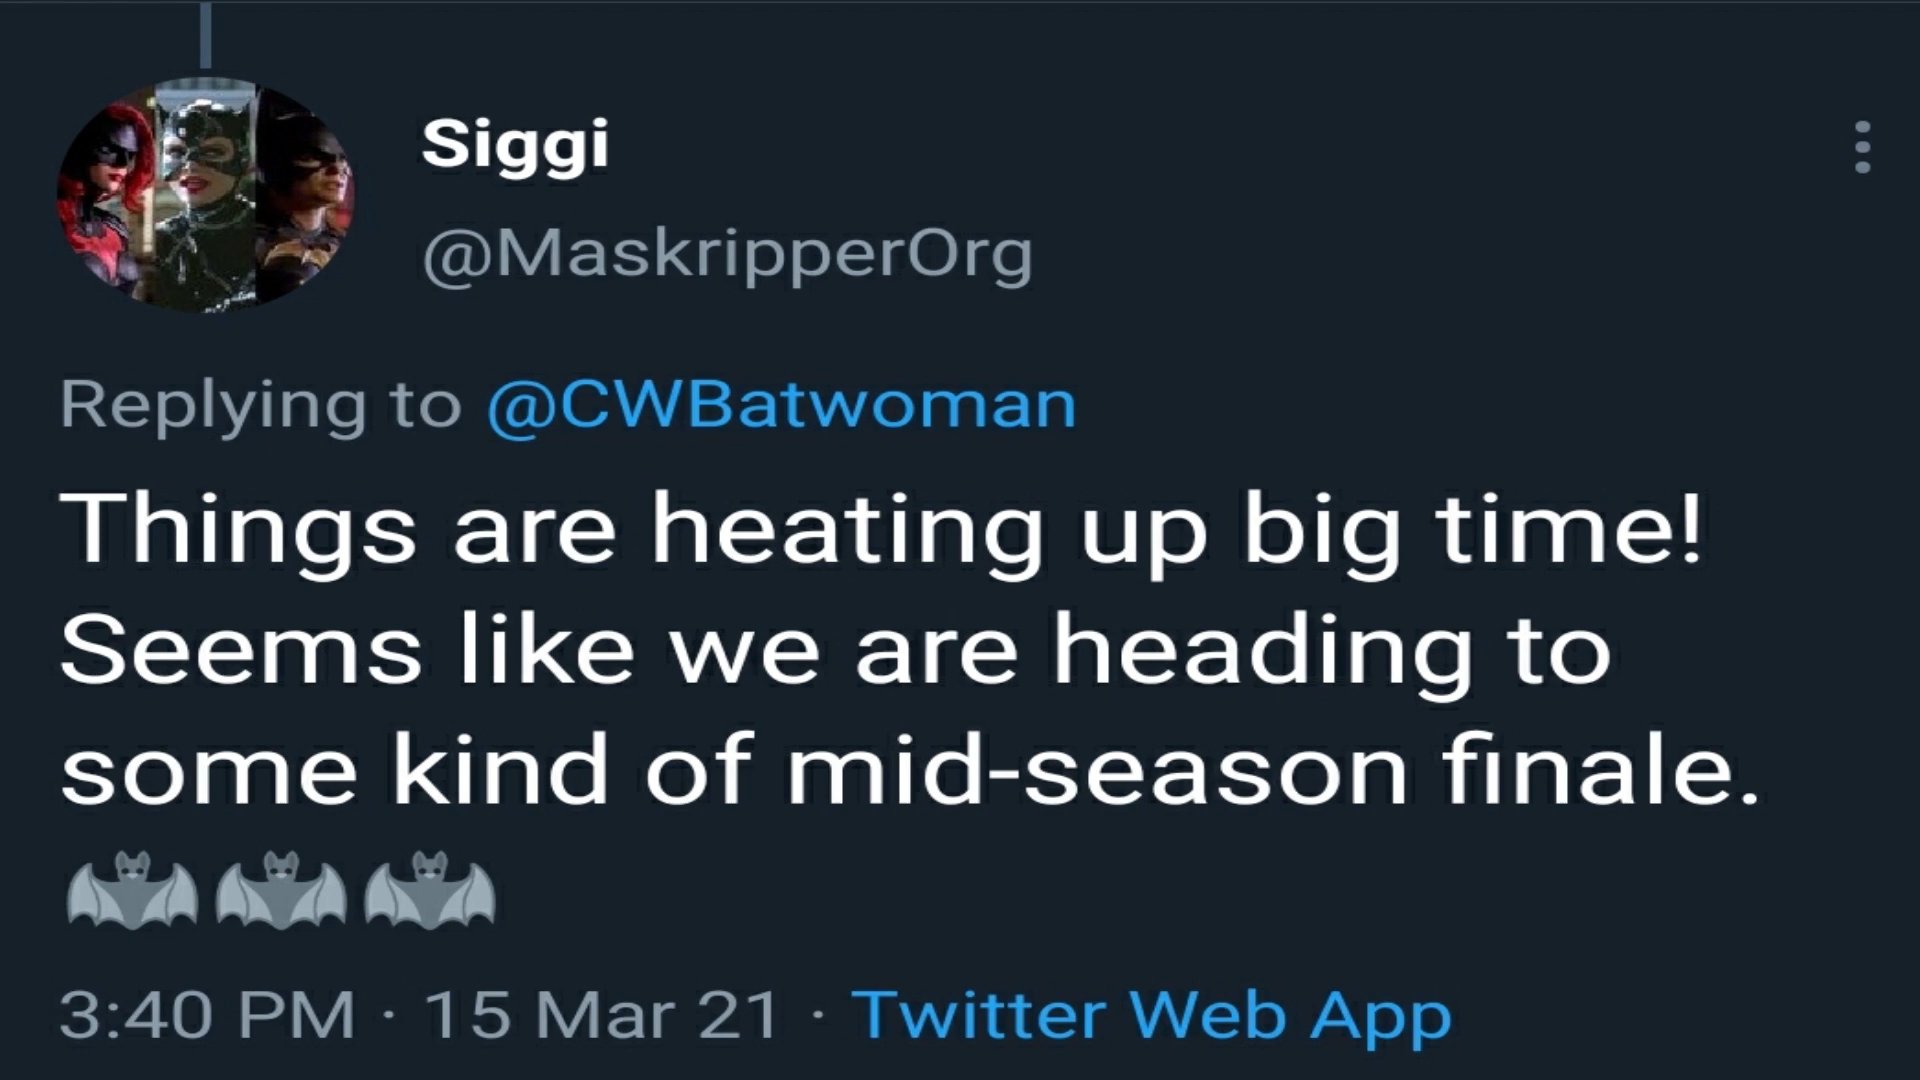 Siggi
@MaskripperOrg
Replying to @CWBatwoman
Things are heating up big time!
Seems like we are heading to
some kind of mid-season finale.
🦇🦇🦇
3:40 PM · 15 Mar 21 · Twitter Web App